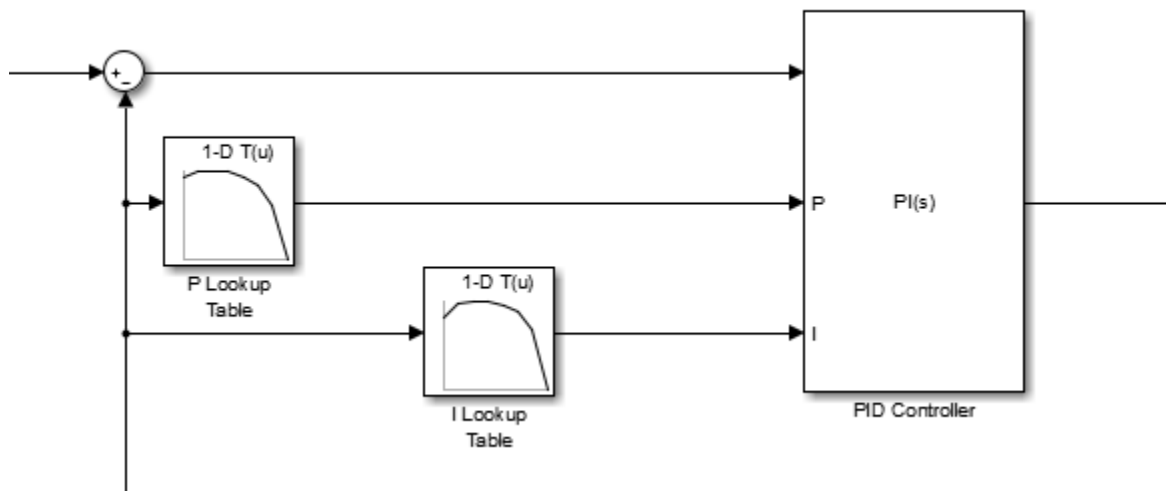 +
−
1-D T(u)
P Lookup
Table
1-D T(u)
I Lookup
Table
P
PI(s)
I
PID Controller